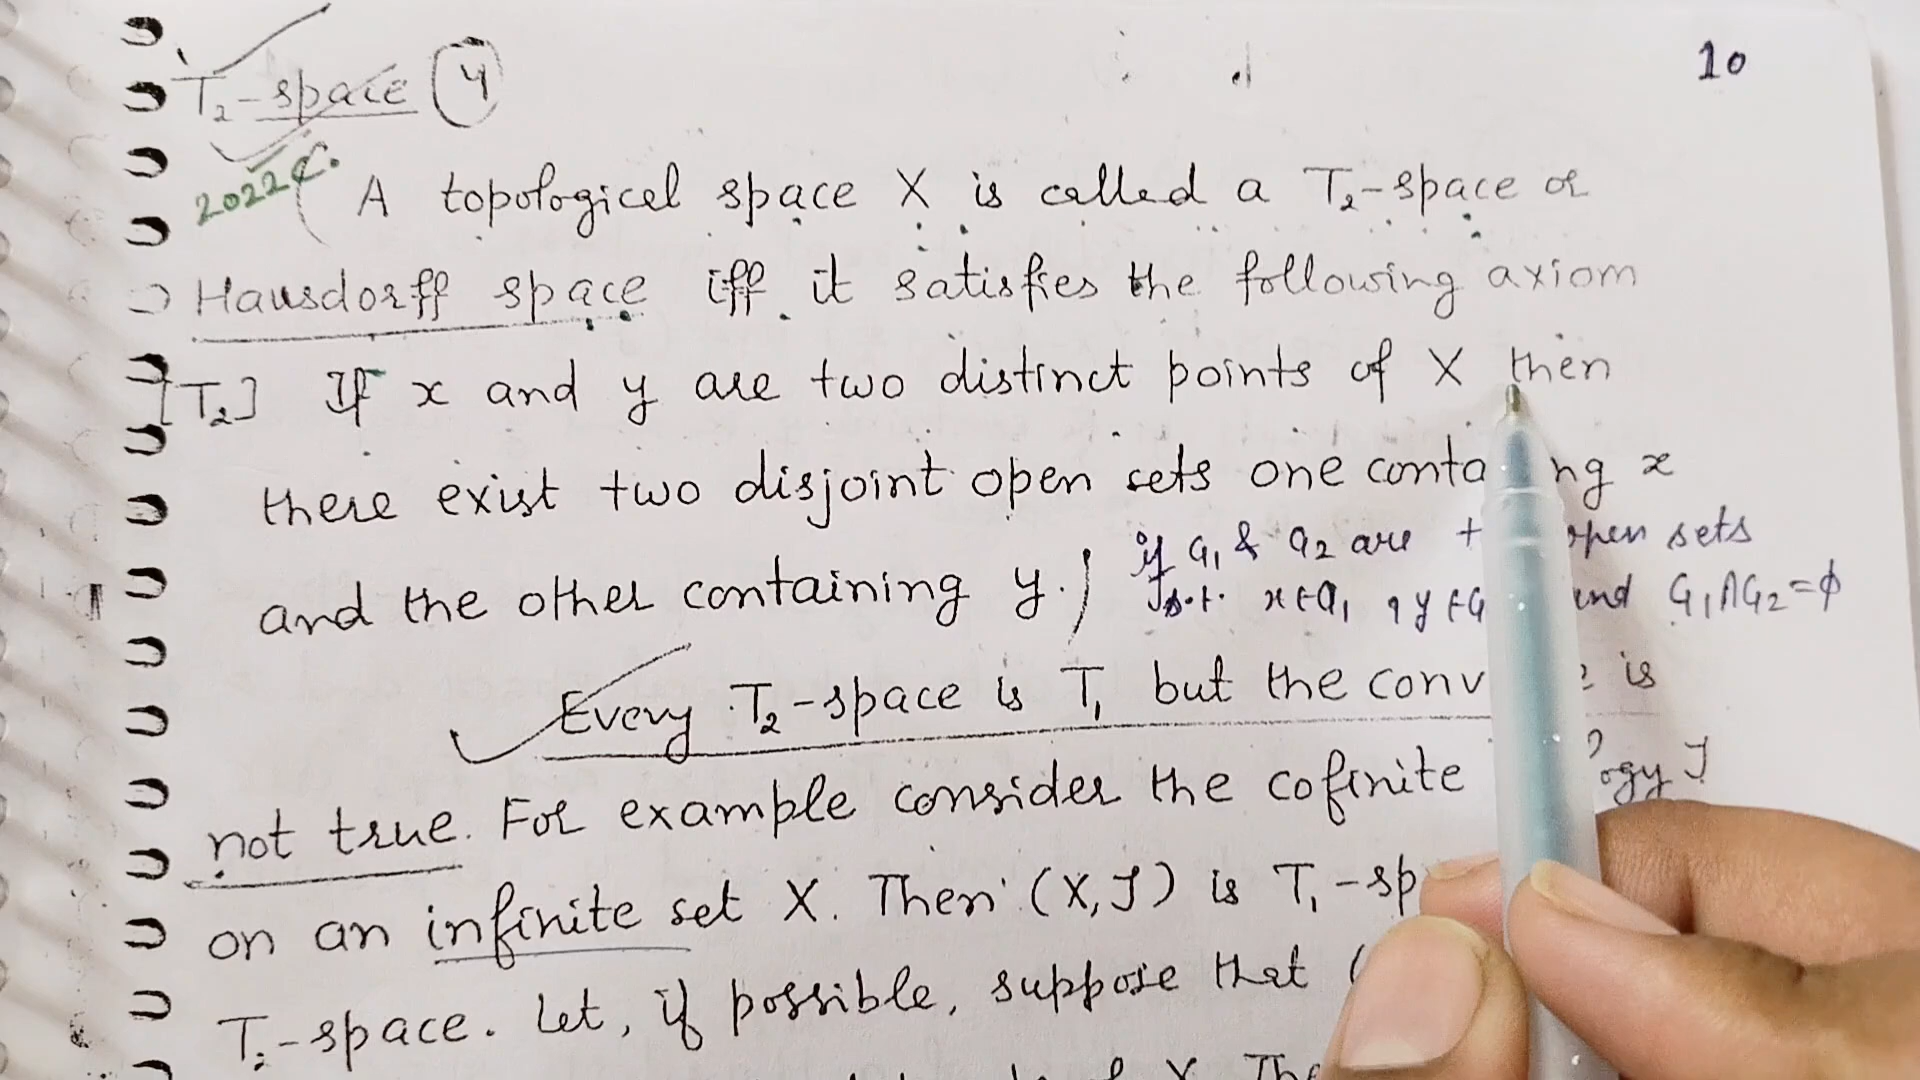 10
T₂-space (4)
2022 C.
A topological space X is called a T₂-space or
Hausdorff space iff it satisfies the following axiom
[T₂] If x and y are two distinct points of X then
there exist two disjoint open sets one conta ng x
and the other containing y.)
if G₁ & G₂ are open sets
s.t. x∈G₁, y∈G and G₁∩G₂=ϕ
Every T₂-space is T₁ but the conv is
not true. For example consider the cofinite ogy J
on an infinite set X. Then (X, J) is T₁-sp
T₂-space. Let, if possible, suppose that (
X. The